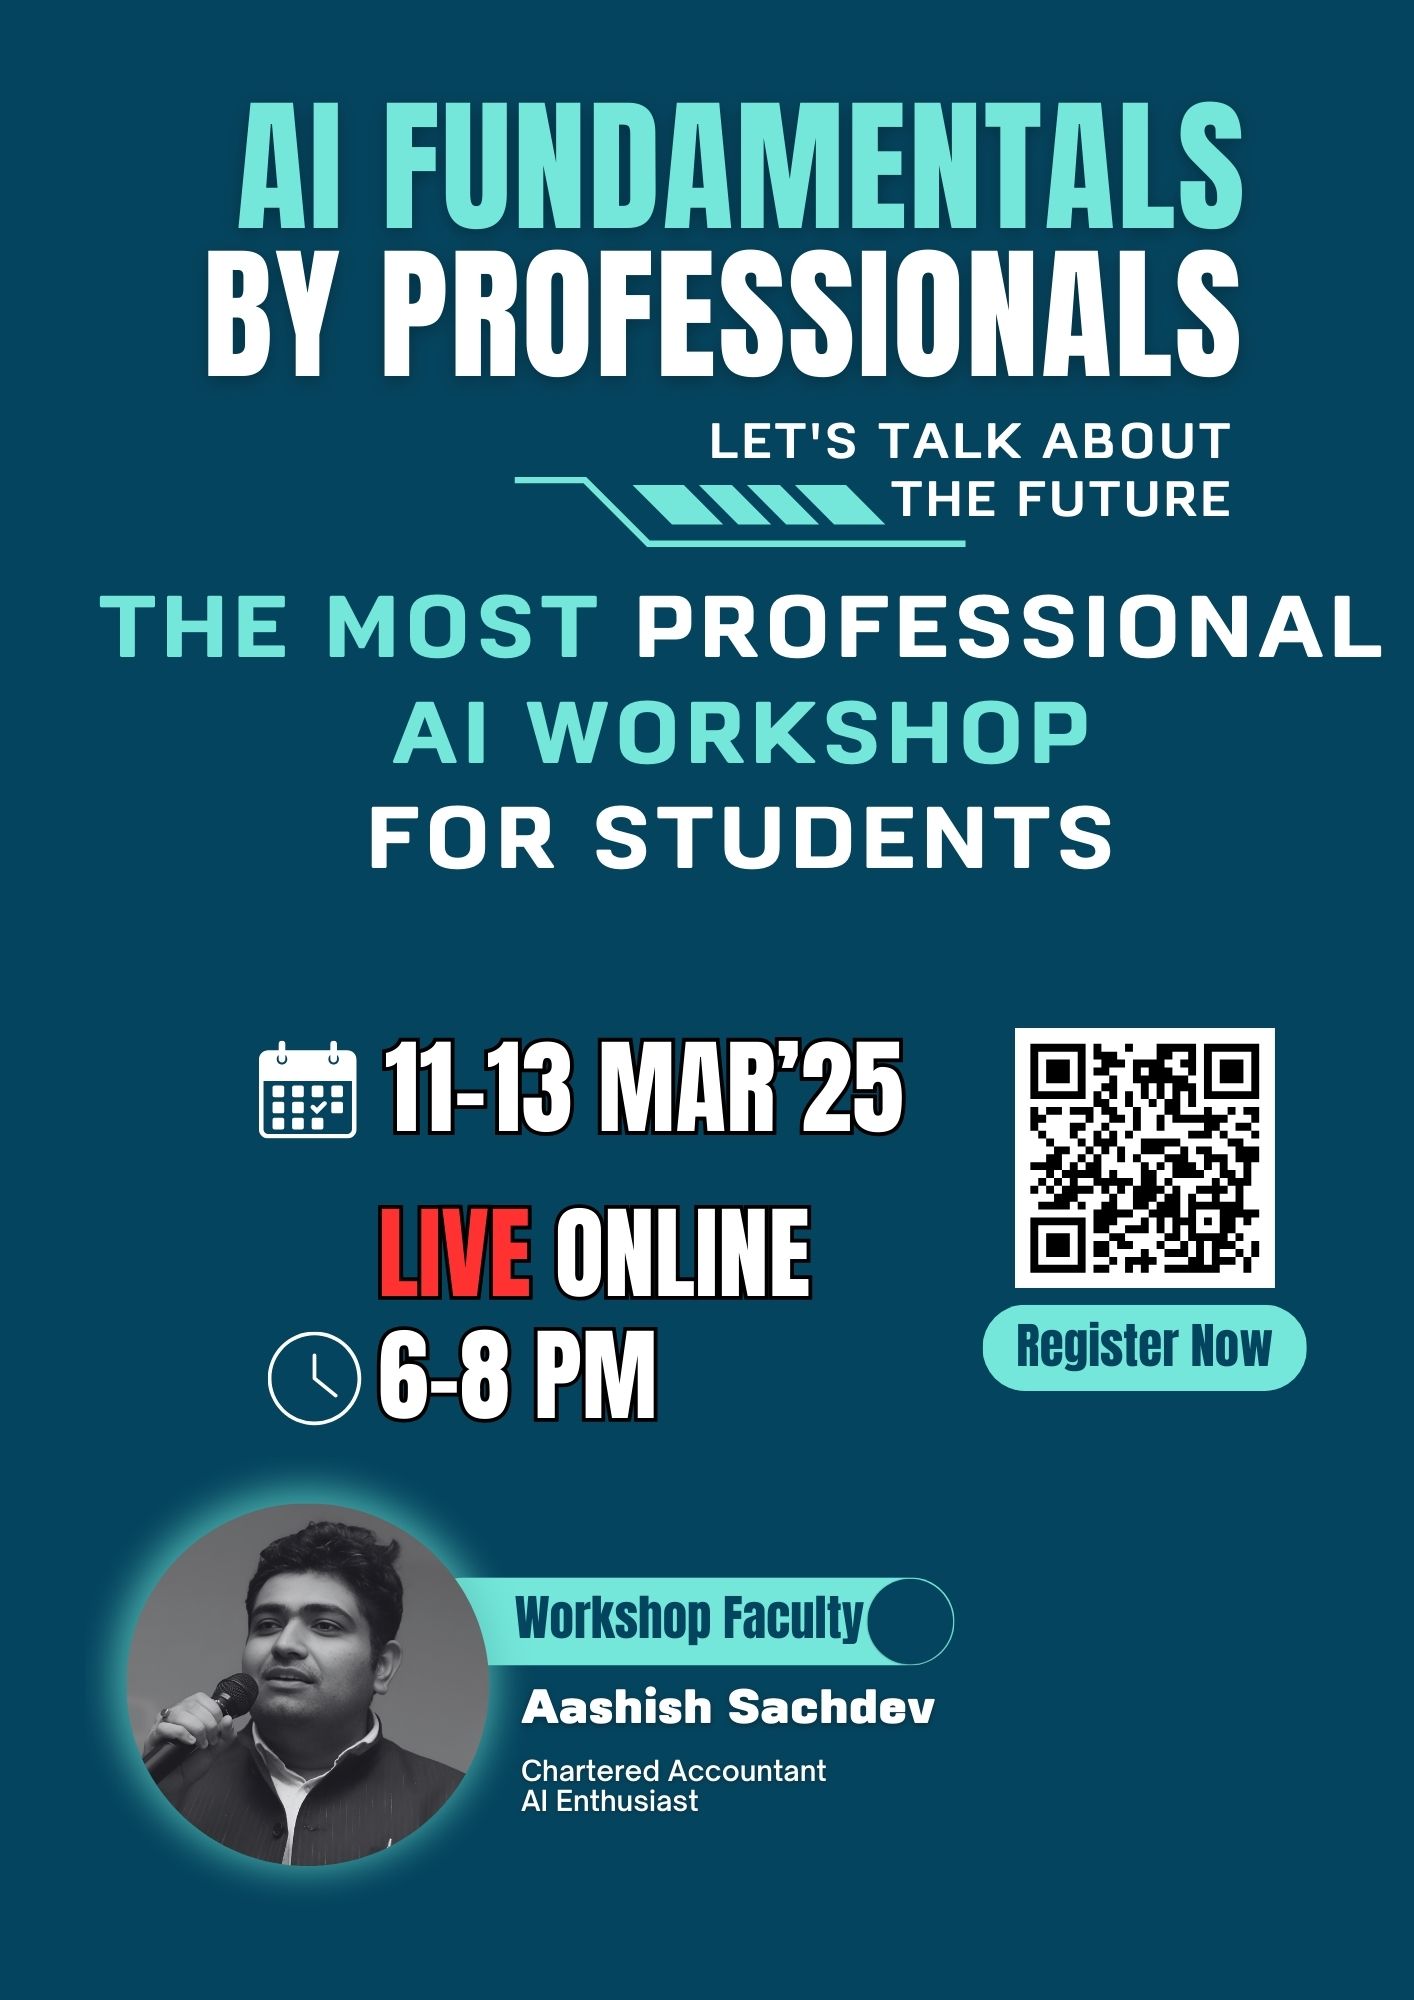 AI FUNDAMENTALS
BY PROFESSIONALS
LET'S TALK ABOUT
THE FUTURE
THE MOST PROFESSIONAL
AI WORKSHOP
FOR STUDENTS
11-13 MAR’25
LIVE ONLINE
6-8 PM
Register Now
Workshop Faculty
Aashish Sachdev
Chartered Accountant
AI Enthusiast